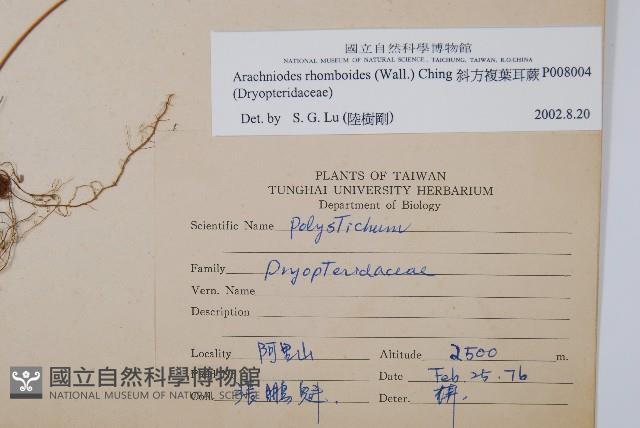 國立自然科學博物館
NATIONAL MUSEUM OF NATURAL SCIENCE, TAICHUNG, TAIWAN, R.O.CHINA
Arachniodes rhomboides (Wall.) Ching 斜方複葉耳蕨 P008004
(Dryopteridaceae)
Det. by S. G. Lu (陸樹剛) 2002.8.20
PLANTS OF TAIWAN
TUNGHAI UNIVERSITY HERBARIUM
Department of Biology
Scientific Name Polystichum
Family Dryopteridaceae
Vern. Name
Description
Locality 阿里山 Altitude 2500 m.
Date Feb. 25. 76
Coll. 張鵬 Deter.
國立自然科學博物館
NATIONAL MUSEUM OF NATURAL SCIENCE